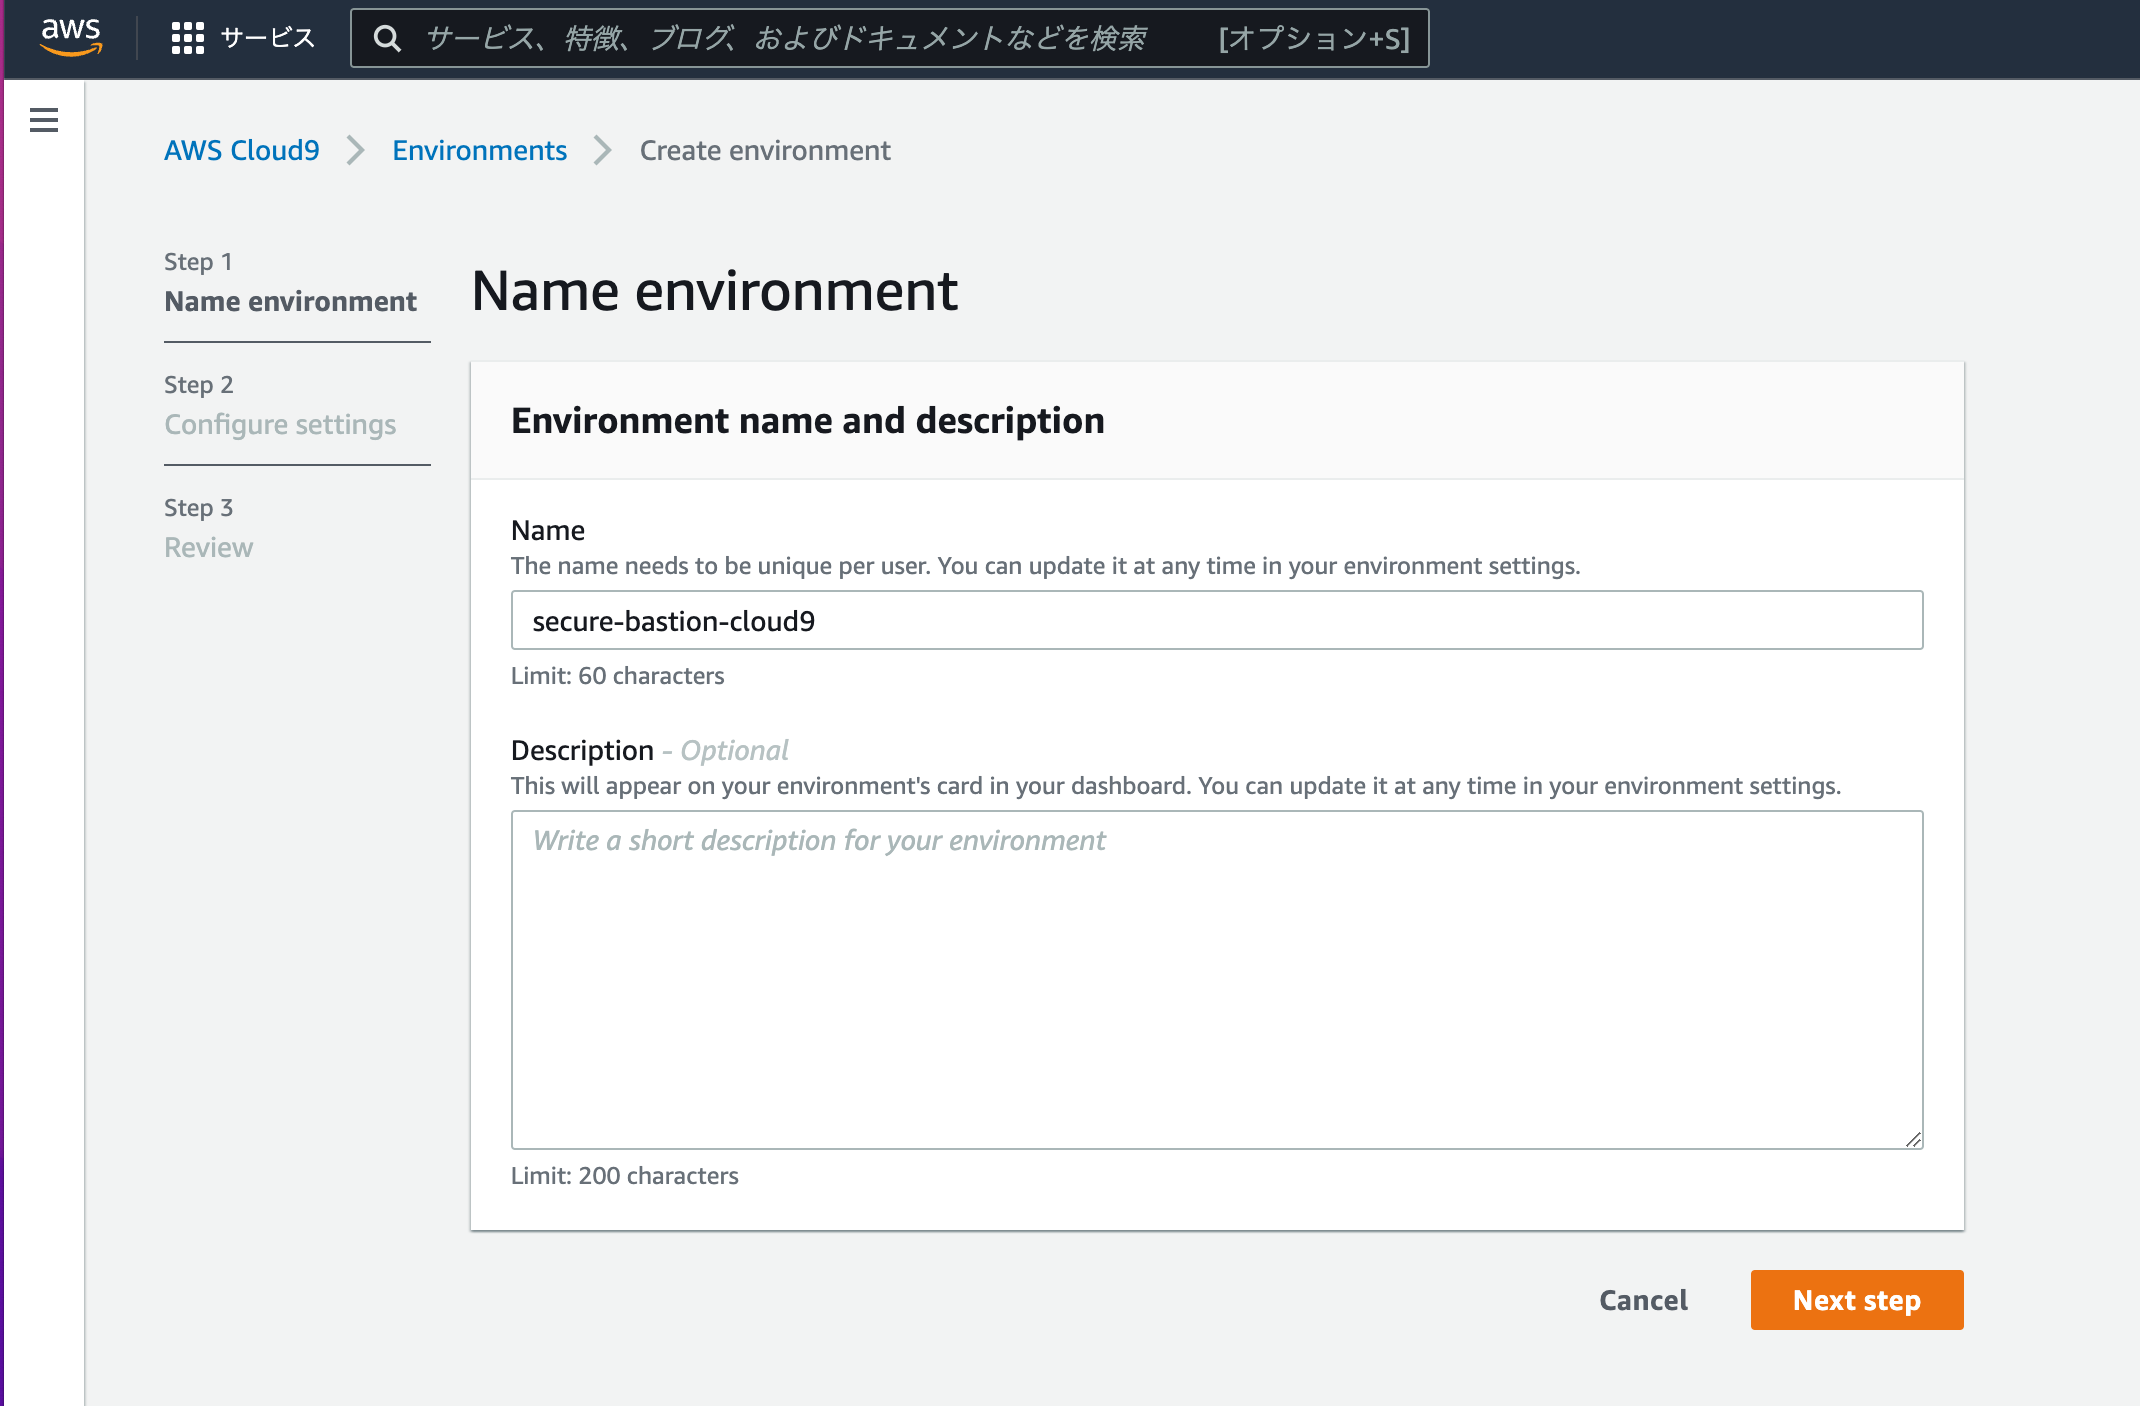 aws
サービス
サービス、特徴、ブログ、およびドキュメントなどを検索
[オプション+S]
AWS Cloud9
Environments
Create environment
Step 1
Name environment
Step 2
Configure settings
Step 3
Review
Name environment
Environment name and description
Name
The name needs to be unique per user. You can update it at any time in your environment settings.
secure-bastion-cloud9
Limit: 60 characters
Description - Optional
This will appear on your environment's card in your dashboard. You can update it at any time in your environment settings.
Write a short description for your environment
Limit: 200 characters
Cancel
Next step